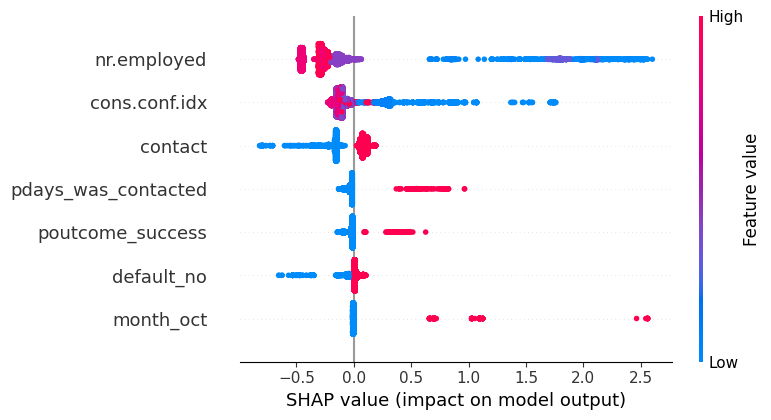 High
nr.employed
cons.conf.idx
contact
pdays_was_contacted
poutcome_success
default_no
month_oct
Feature value
Low
−0.5 0.0 0.5 1.0 1.5 2.0 2.5
SHAP value (impact on model output)